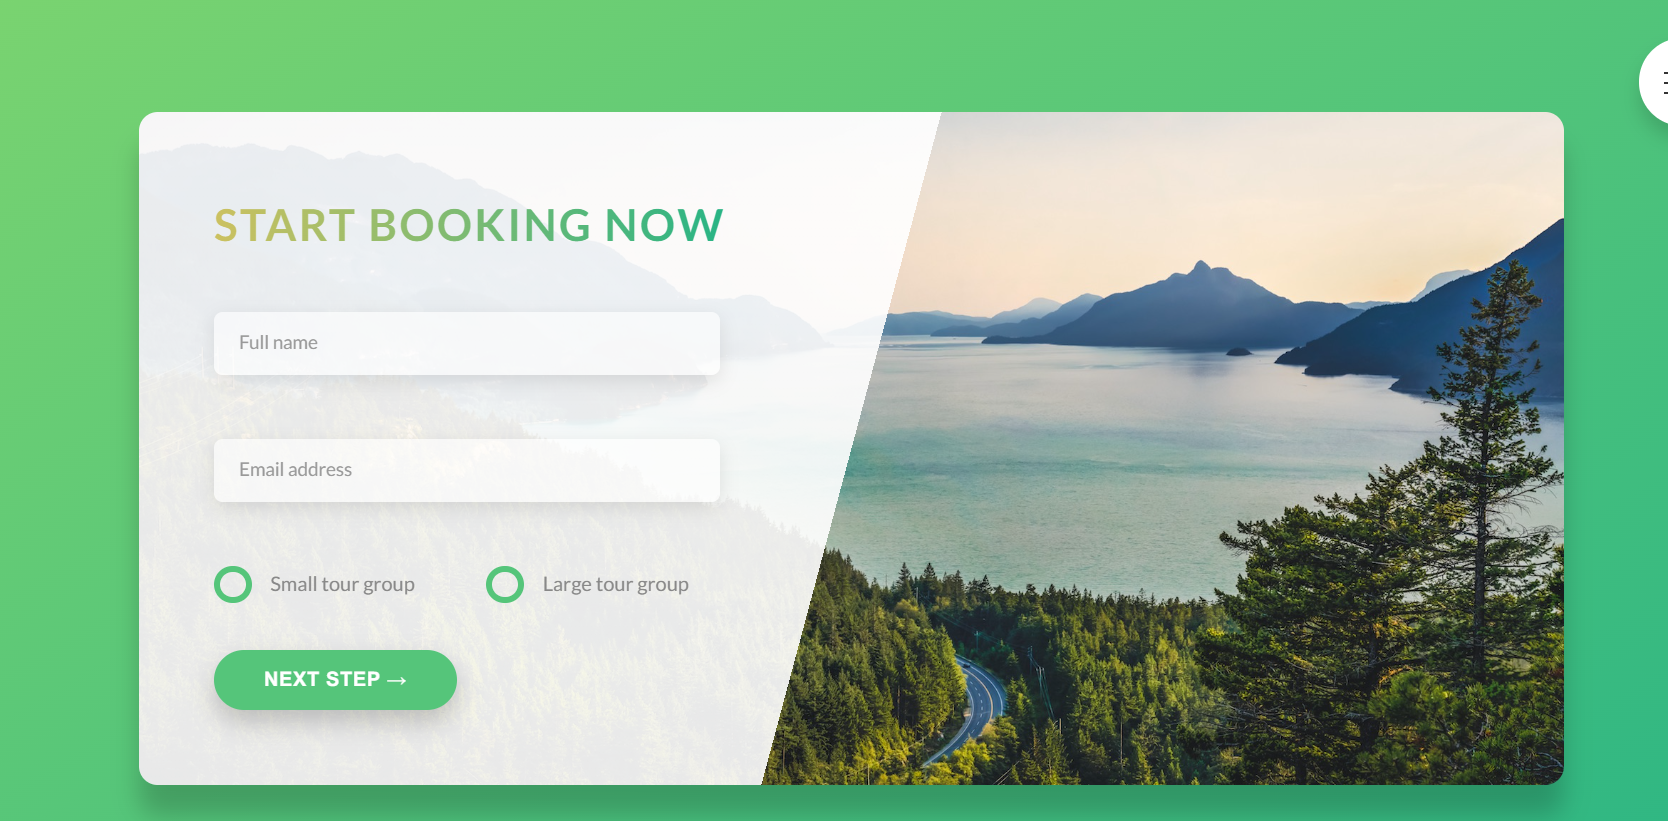 START BOOKING NOW
Full name
Email address
Small tour group
Large tour group
NEXT STEP →